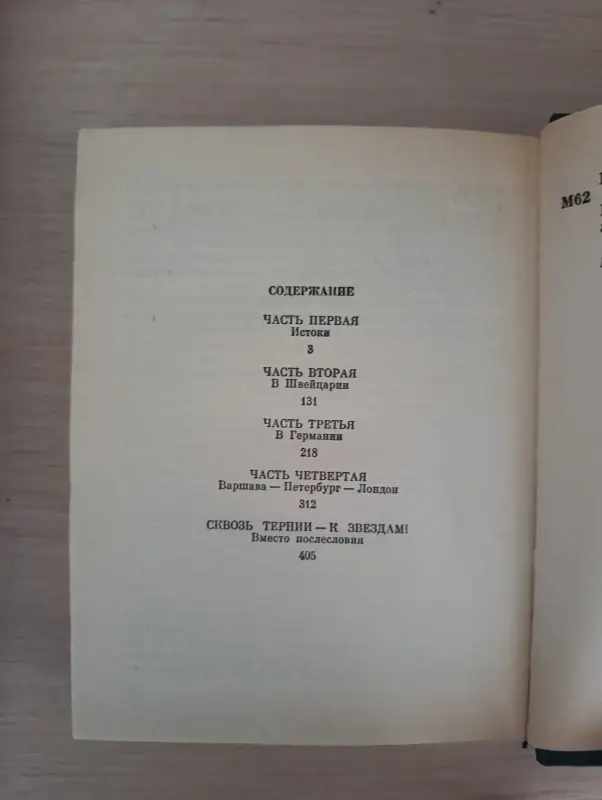 СОДЕРЖАНИЕ
ЧАСТЬ ПЕРВАЯ
Истоки
3
ЧАСТЬ ВТОРАЯ
В Швейцарии
131
ЧАСТЬ ТРЕТЬЯ
В Германии
218
ЧАСТЬ ЧЕТВЕРТАЯ
Варшава — Петербург — Лондон
312
СКВОЗЬ ТЕРНИИ — К ЗВЕЗДАМ!
Вместо послесловия
405
М62